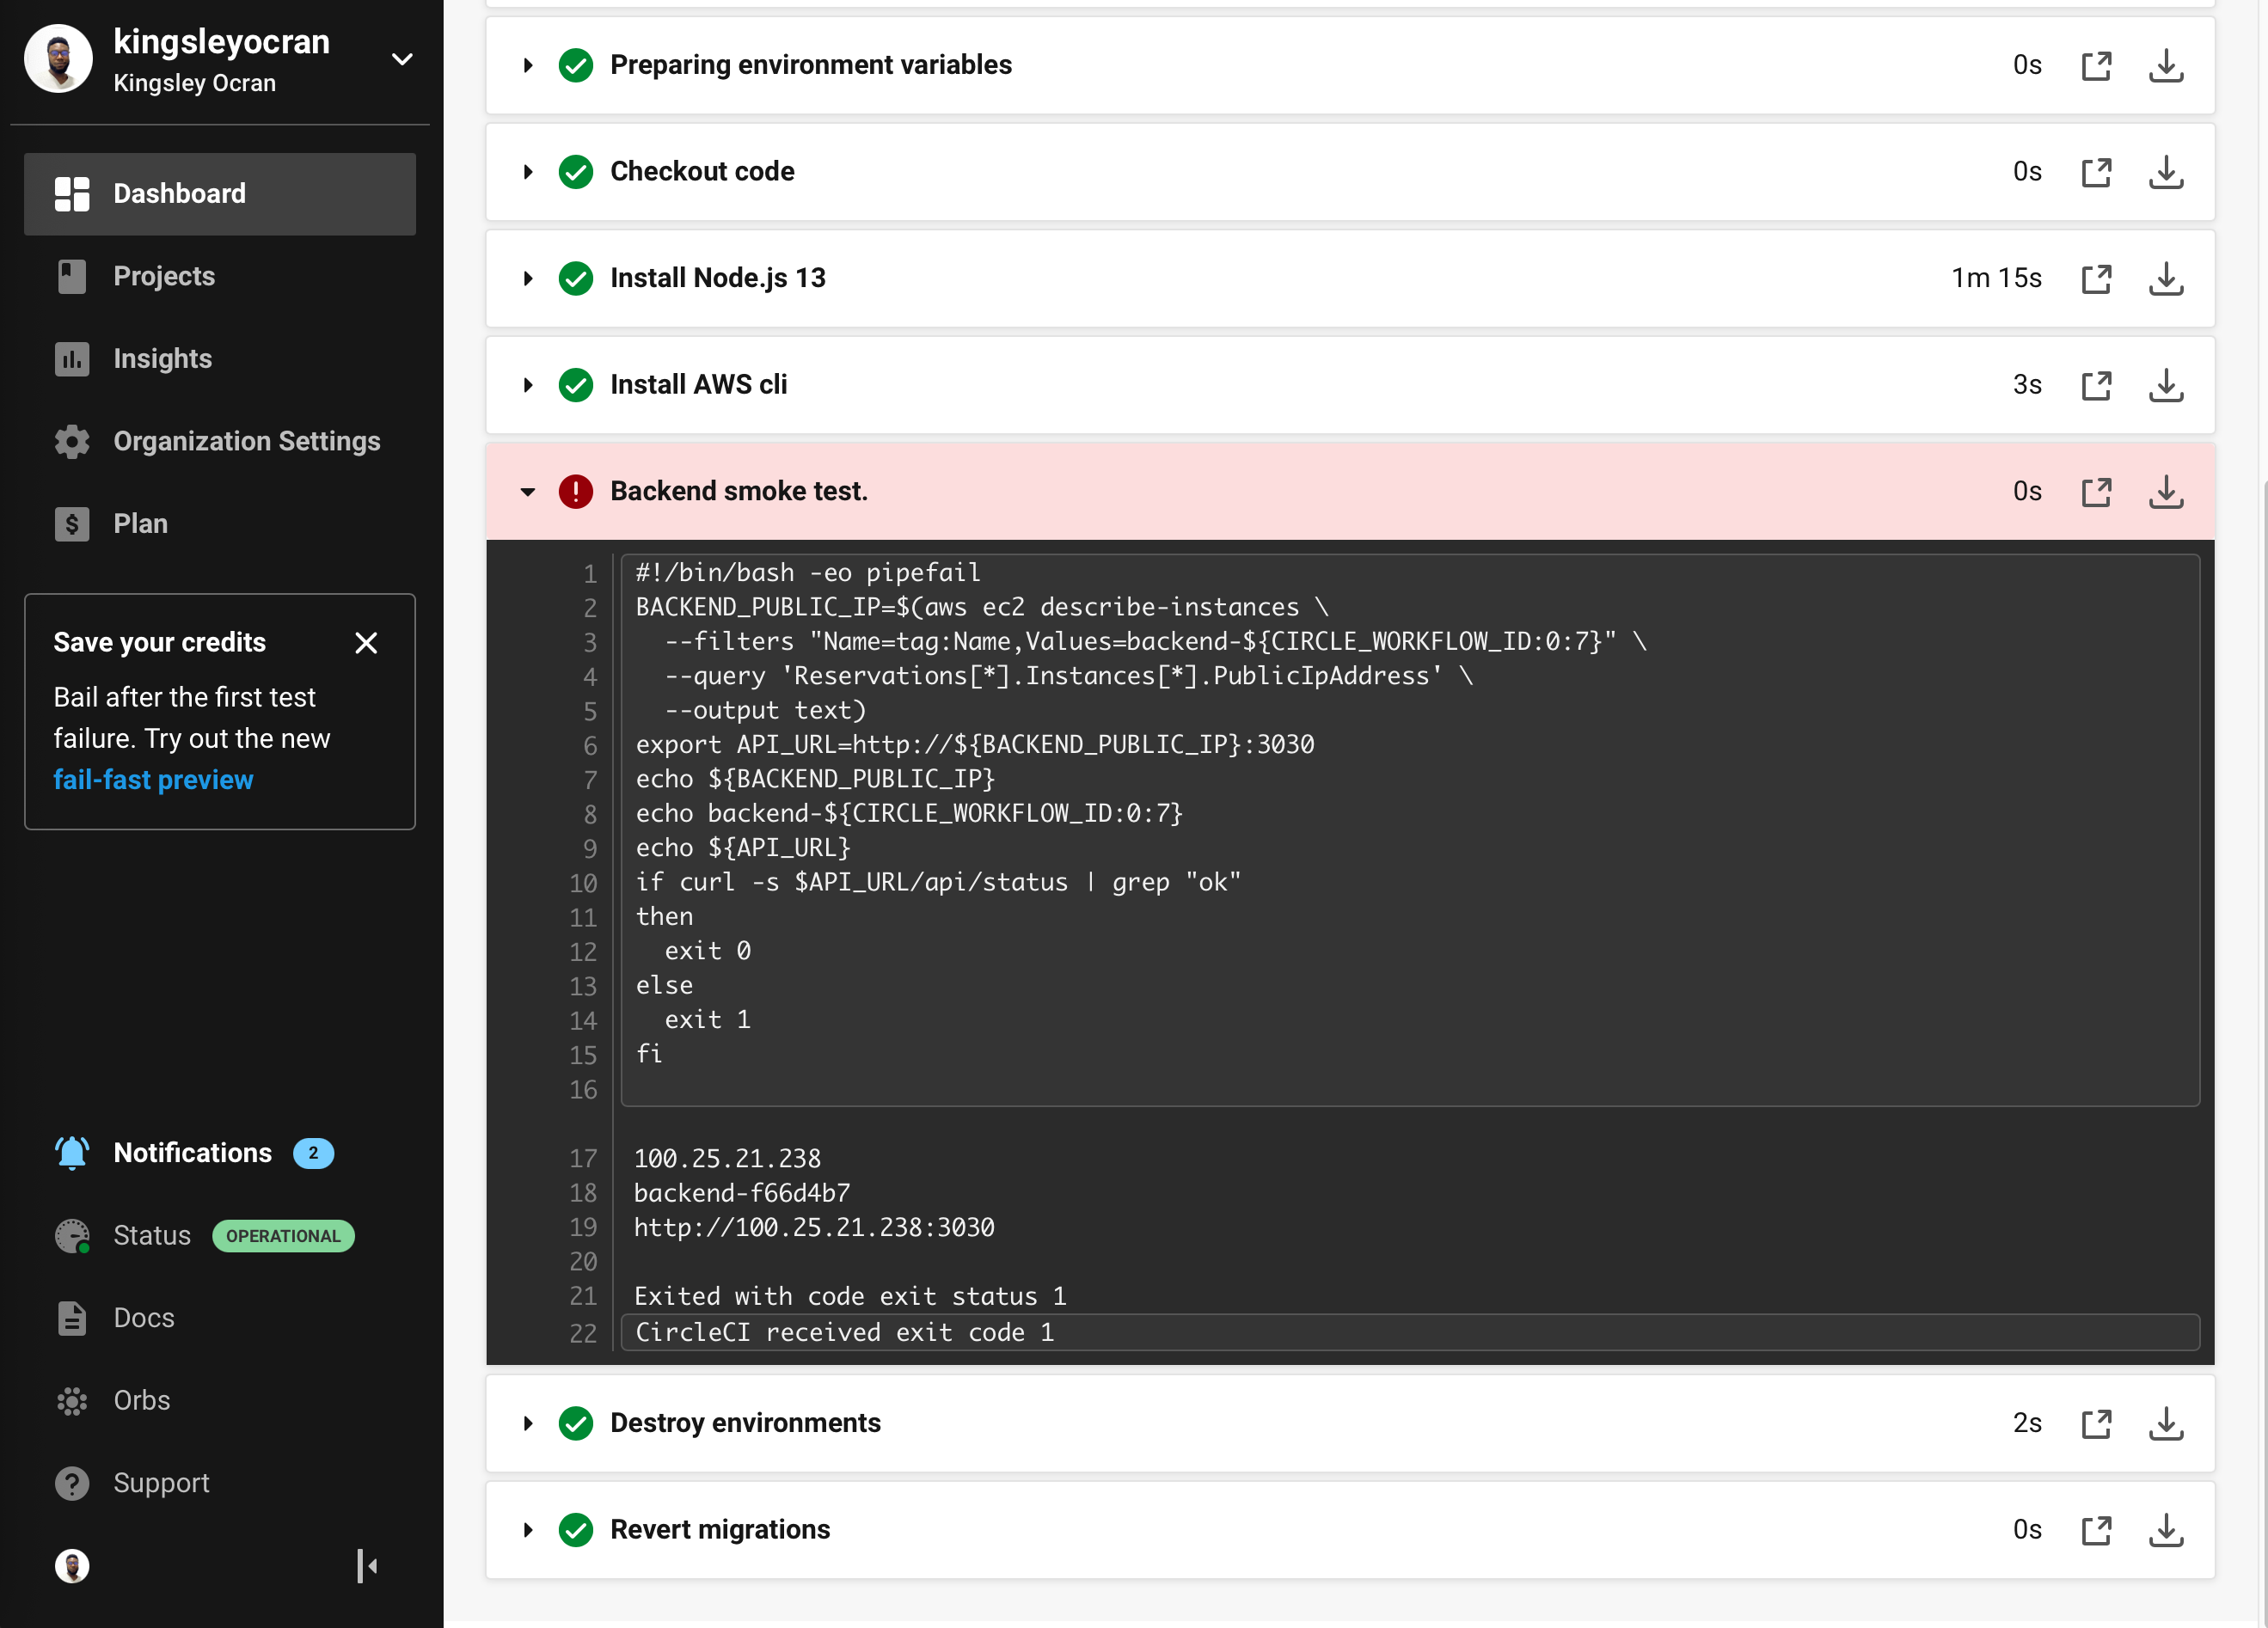 kingsleyocran
Kingsley Ocran
Dashboard
Projects
Insights
Organization Settings
$ Plan
Save your credits
Bail after the first test
failure. Try out the new
fail-fast preview
Notifications 2
Status OPERATIONAL
Docs
Orbs
? Support
Preparing environment variables 0s
Checkout code 0s
Install Node.js 13 1m 15s
Install AWS cli 3s
! Backend smoke test. 0s
1 #!/bin/bash -eo pipefail
2 BACKEND_PUBLIC_IP=$(aws ec2 describe-instances \
3   --filters "Name=tag:Name,Values=backend-${CIRCLE_WORKFLOW_ID:0:7}" \
4   --query 'Reservations[*].Instances[*].PublicIpAddress' \
5   --output text)
6 export API_URL=http://${BACKEND_PUBLIC_IP}:3030
7 echo ${BACKEND_PUBLIC_IP}
8 echo backend-${CIRCLE_WORKFLOW_ID:0:7}
9 echo ${API_URL}
10 if curl -s $API_URL/api/status | grep "ok"
11 then
12   exit 0
13 else
14   exit 1
15 fi
16
17 100.25.21.238
18 backend-f66d4b7
19 http://100.25.21.238:3030
20
21 Exited with code exit status 1
22 CircleCI received exit code 1
Destroy environments 2s
Revert migrations 0s